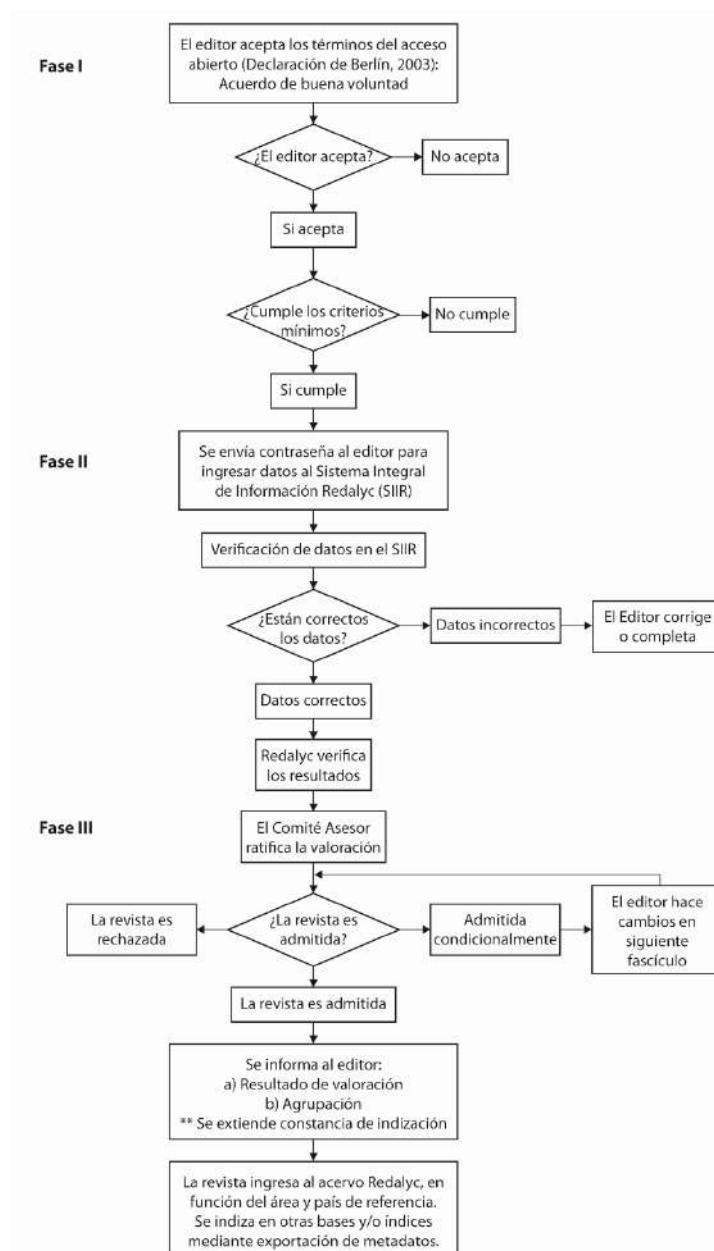 Fase I
El editor acepta los términos del acceso
abierto (Declaración de Berlín, 2003):
Acuerdo de buena voluntad
¿El editor acepta?
No acepta
Si acepta
¿Cumple los criterios
mínimos?
No cumple
Si cumple
Fase II
Se envía contraseña al editor para
ingresar datos al Sistema Integral
de Información Redalyc (SIIR)
Verificación de datos en el SIIR
¿Están correctos
los datos?
Datos incorrectos
El Editor corrige
o completa
Datos correctos
Redalyc verifica
los resultados
Fase III
El Comité Asesor
ratifica la valoración
La revista es
rechazada
¿La revista es
admitida?
Admitida
condicionalmente
El editor hace
cambios en
siguiente
fascículo
La revista es admitida
Se informa al editor:
a) Resultado de valoración
b) Agrupación
** Se extiende constancia de indización
La revista ingresa al acervo Redalyc, en
función del área y país de referencia.
Se indiza en otras bases y/o índices
mediante exportación de metadatos.